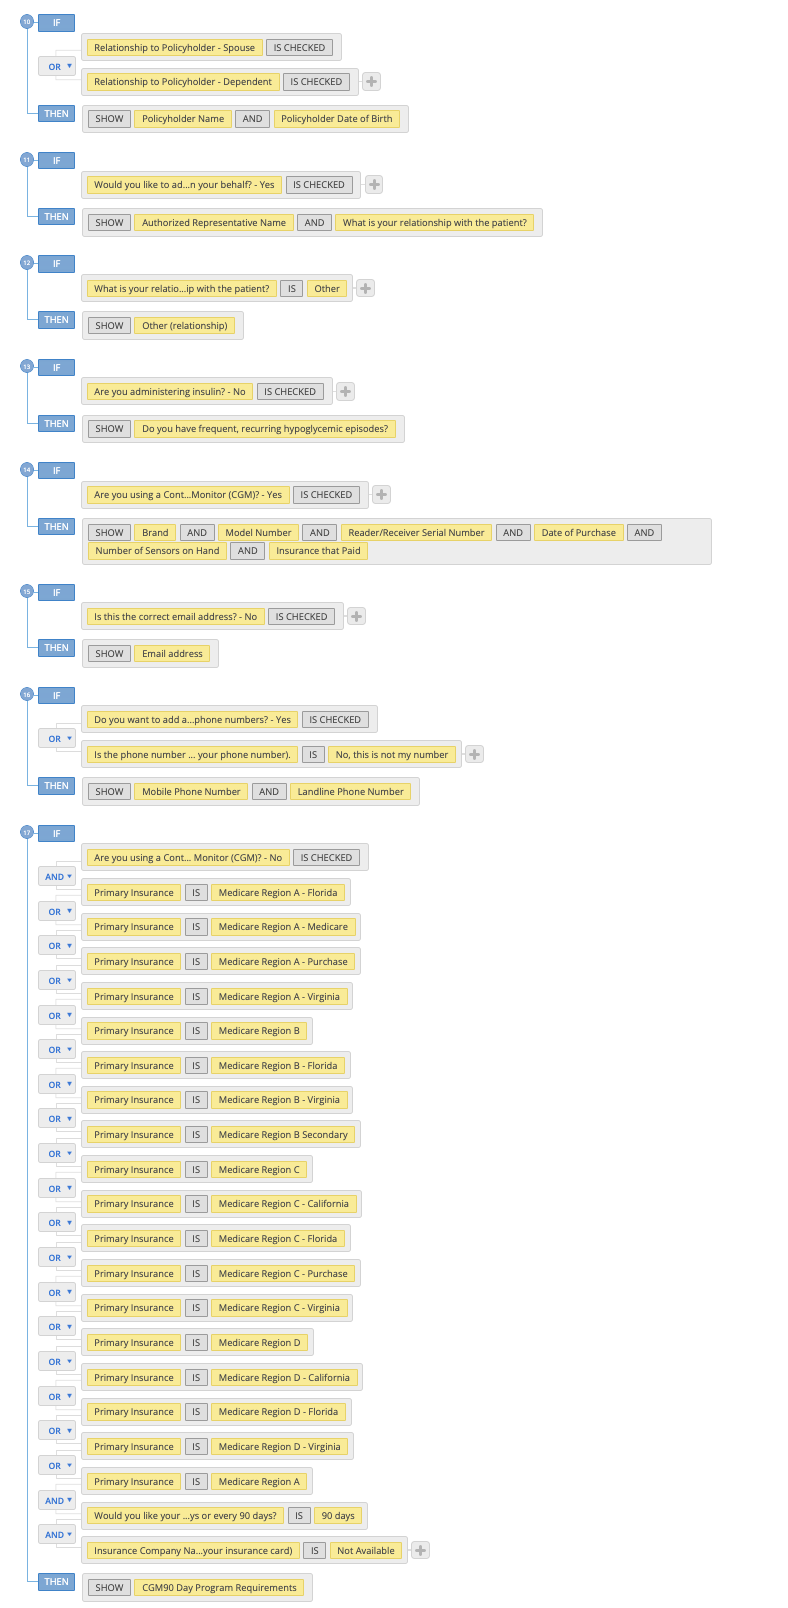 10 IF
Relationship to Policyholder - Spouse IS CHECKED
OR
Relationship to Policyholder - Dependent IS CHECKED
THEN SHOW Policyholder Name AND Policyholder Date of Birth
11 IF
Would you like to ad...n your behalf? - Yes IS CHECKED
THEN SHOW Authorized Representative Name AND What is your relationship with the patient?
12 IF
What is your relatio...ip with the patient? IS Other
THEN SHOW Other (relationship)
13 IF
Are you administering insulin? - No IS CHECKED
THEN SHOW Do you have frequent, recurring hypoglycemic episodes?
14 IF
Are you using a Cont...Monitor (CGM)? - Yes IS CHECKED
THEN SHOW Brand AND Model Number AND Reader/Receiver Serial Number AND Date of Purchase AND
Number of Sensors on Hand AND Insurance that Paid
15 IF
Is this the correct email address? - No IS CHECKED
THEN SHOW Email address
16 IF
Do you want to add a...phone numbers? - Yes IS CHECKED
OR
Is the phone number ... your phone number). IS No, this is not my number
THEN SHOW Mobile Phone Number AND Landline Phone Number
17 IF
Are you using a Cont... Monitor (CGM)? - No IS CHECKED
AND
Primary Insurance IS Medicare Region A - Florida
OR
Primary Insurance IS Medicare Region A - Medicare
OR
Primary Insurance IS Medicare Region A - Purchase
OR
Primary Insurance IS Medicare Region A - Virginia
OR
Primary Insurance IS Medicare Region B
OR
Primary Insurance IS Medicare Region B - Florida
OR
Primary Insurance IS Medicare Region B - Virginia
OR
Primary Insurance IS Medicare Region B Secondary
OR
Primary Insurance IS Medicare Region C
OR
Primary Insurance IS Medicare Region C - California
OR
Primary Insurance IS Medicare Region C - Florida
OR
Primary Insurance IS Medicare Region C - Purchase
OR
Primary Insurance IS Medicare Region C - Virginia
OR
Primary Insurance IS Medicare Region D
OR
Primary Insurance IS Medicare Region D - California
OR
Primary Insurance IS Medicare Region D - Florida
OR
Primary Insurance IS Medicare Region D - Virginia
OR
Primary Insurance IS Medicare Region A
AND
Would you like your ...ys or every 90 days? IS 90 days
AND
Insurance Company Na...your insurance card) IS Not Available
THEN SHOW CGM90 Day Program Requirements